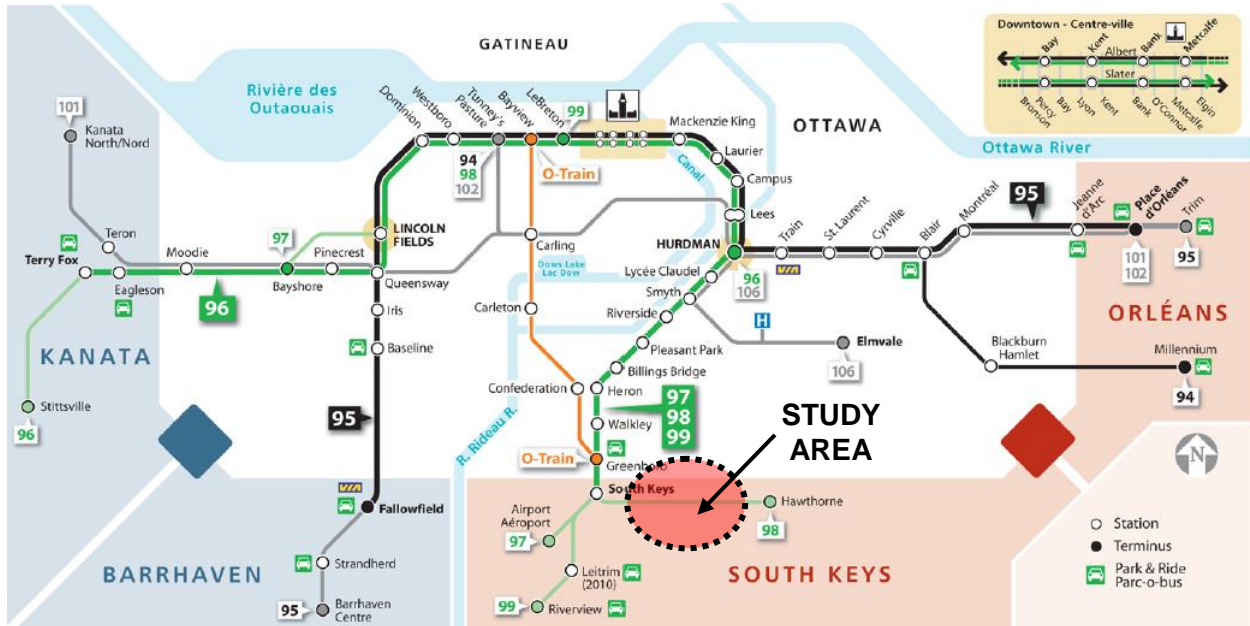 GATINEAU
Rivière des
Outaouais
Downtown - Centre-ville
Bay
Kent
Bank
Metcalfe
Albert
Slater
Bronson
Percy
Bay
Lyon
Kent
Bank
O'Connor
Metcalfe
Elgin
OTTAWA
Ottawa River
101
Kanata
North/Nord
Teron
Terry Fox
Eagleson
Moodie
96
97
Bayshore
Pinecrest
LINCOLN
FIELDS
Queensway
Dominion
Westboro
Tunney's
Pasture
Bayview
LeBreton
99
94
98
102
O-Train
Mackenzie King
Canal
Laurier
Campus
Lees
HURDMAN
96
106
Train
VIA
St. Laurent
Cyrville
Blair
Montréal
95
Jeanne
d'Arc
Place
d'Orléans
101
102
Trim
95
ORLÉANS
Blackburn
Hamlet
Millennium
94
Carling
Dows Lake
Lac Dow
Carleton
Confederation
Lycée Claudel
Smyth
Riverside
Pleasant Park
Billings Bridge
Heron
Walkley
97
98
99
H
Elmvale
106
O-Train
Greenboro
South Keys
STUDY
AREA
Hawthorne
98
Airport
Aéroport
97
Leitrim
(2010)
99
Riverview
SOUTH KEYS
R. Rideau R.
KANATA
Stittsville
96
Iris
Baseline
95
VIA
Fallowfield
Strandherd
95
Barrhaven
Centre
BARRHAVEN
N
Station
Terminus
Park & Ride
Parc-o-bus